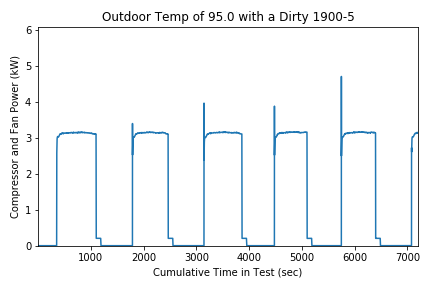 Outdoor Temp of 95.0 with a Dirty 1900-5
Compressor and Fan Power (kW)
6
5
4
3
2
1
0
1000 2000 3000 4000 5000 6000 7000
Cumulative Time in Test (sec)